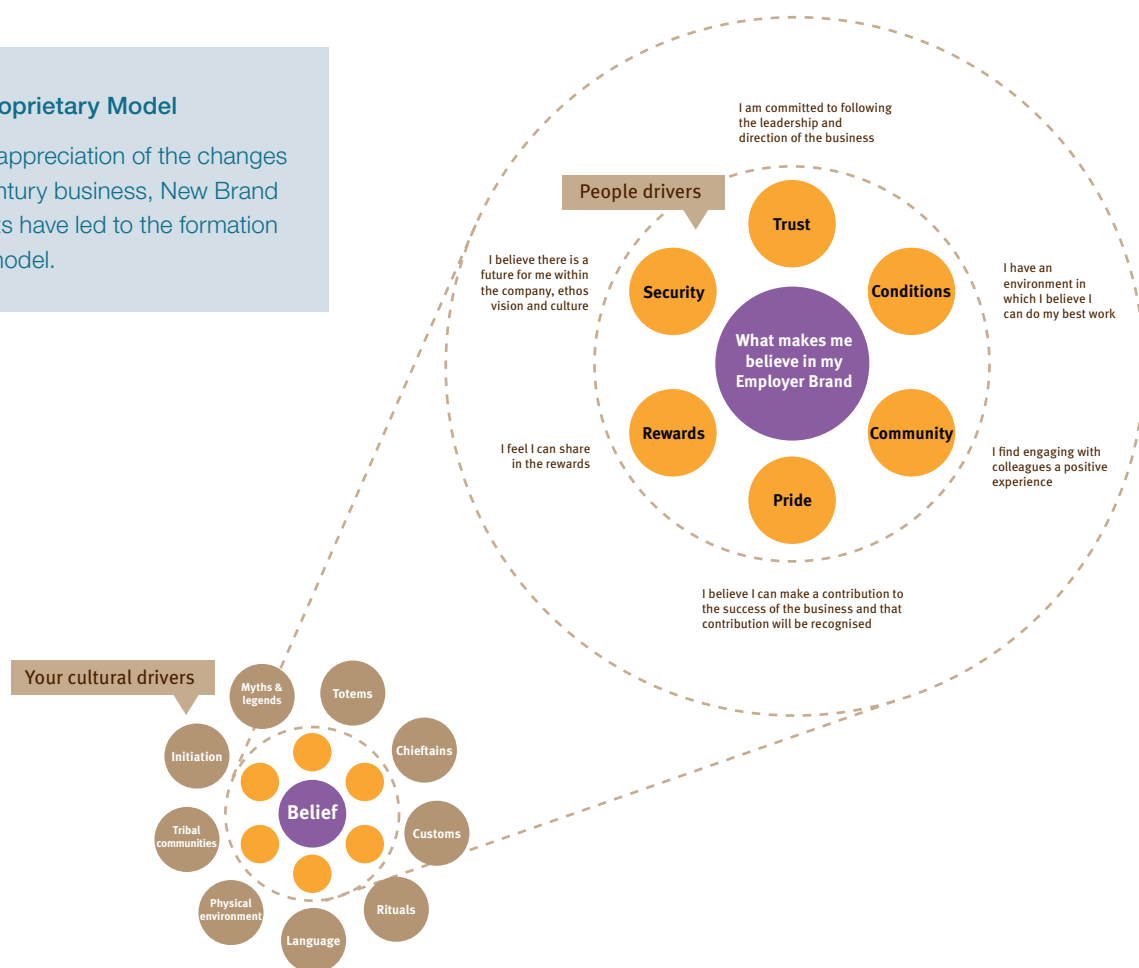 oprietary Model
appreciation of the changes
ntury business, New Brand
ts have led to the formation
nodel.
I am committed to following
the leadership and
direction of the business
People drivers
Trust
I believe there is a
future for me within
the company, ethos
vision and culture
Security
Conditions
I have an
environment in
which I believe I
can do my best work
What makes me
believe in my
Employer Brand
I feel I can share
in the rewards
Rewards
Community
I find engaging with
colleagues a positive
experience
Pride
I believe I can make a contribution to
the success of the business and that
contribution will be recognised
Your cultural drivers
Myths &
legends
Totems
Initiation
Chieftains
Belief
Tribal
communities
Customs
Physical
environment
Rituals
Language